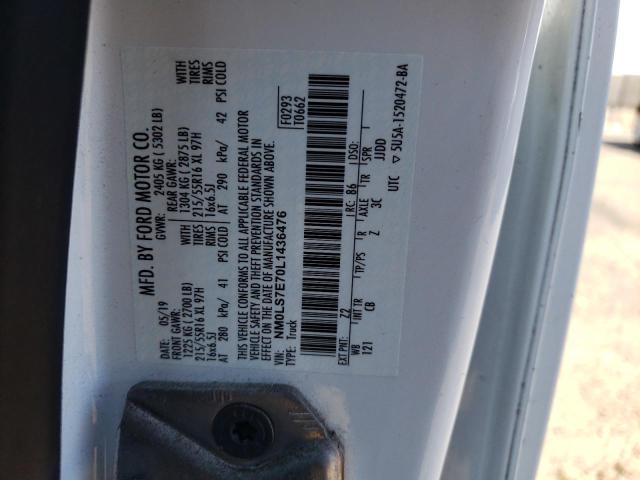 MFD. BY FORD MOTOR CO.
DATE: 05/19 GVWR: 2405 KG (5302 LB)
FRONT GAWR: REAR GAWR:
1225 KG (2700 LB) 1304 KG (2875 LB) WITH
215/55R16 XL 97H 215/55R16 XL 97H TIRES
16x6.5J 16x6.5J RIMS
AT 280 kPa/ 41 PSI COLD AT 290 kPa/ 42 PSI COLD
THIS VEHICLE CONFORMS TO ALL APPLICABLE FEDERAL MOTOR
VEHICLE SAFETY AND THEFT PREVENTION STANDARDS IN
EFFECT ON THE DATE OF MANUFACTURE SHOWN ABOVE.
VIN: NM0LS7E70L1436476
TYPE: Truck
F0293
T0662
EXT PNT: Z2 RC: 86 DSO:
WB INT TR TP/PS R AXLE TR SPR
121 CB Z 3C JJDD
UTC ▽ 5U5A-1520472-BA